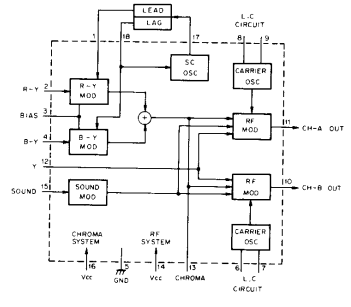 LEAD
LAG
L.C
CIRCUIT
1
18
17
8
9
SC
OSC
CARRIER
OSC
R-Y
2
R-Y
MOD
BIAS
3
+
RF
MOD
11
CH-A OUT
B-Y
4
B-Y
MOD
Y
12
SOUND
15
SOUND
MOD
RF
MOD
10
CH-B OUT
CARRIER
OSC
CHROMA
SYSTEM
RF
SYSTEM
16
5
14
13
6
7
Vcc
GND
Vcc
CHROMA
L.C
CIRCUIT